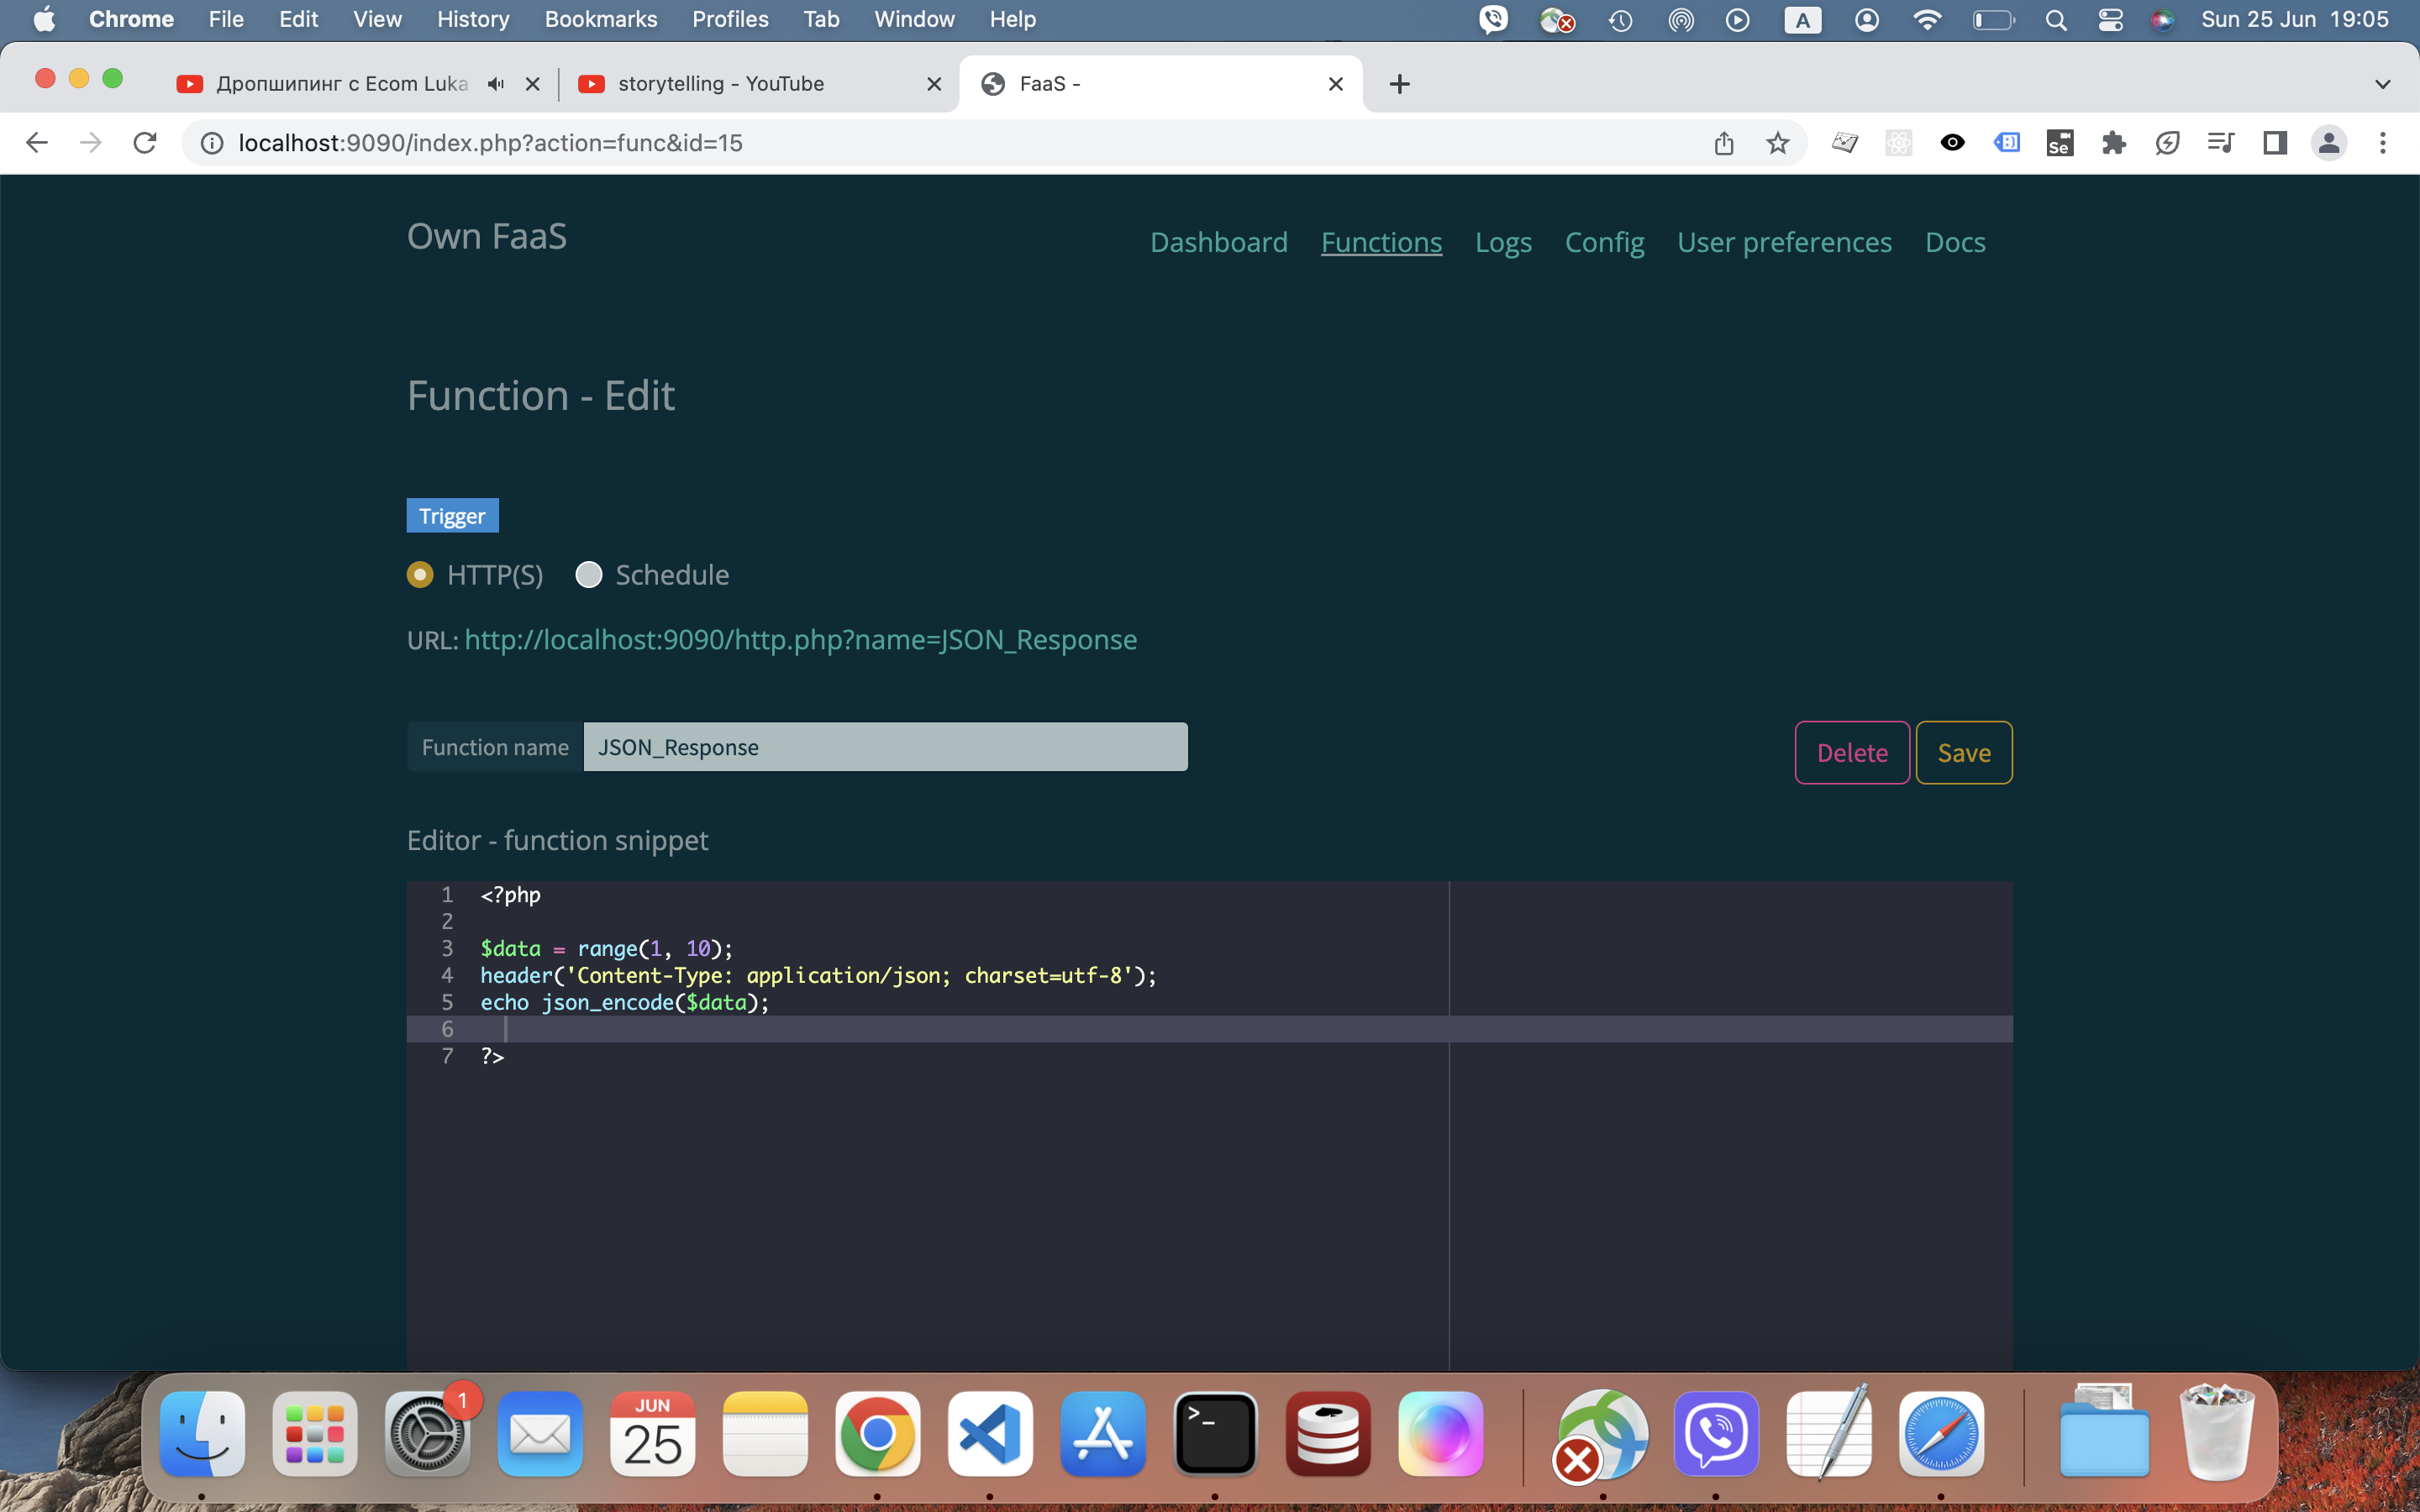 Chrome File Edit View History Bookmarks Profiles Tab Window Help A Sun 25 Jun 19:05
Дропшипинг с Ecom Luka storytelling - YouTube FaaS -
localhost:9090/index.php?action=func&id=15 Se
Own FaaS Dashboard Functions Logs Config User preferences Docs
Function - Edit
Trigger
HTTP(S) Schedule
URL: http://localhost:9090/http.php?name=JSON_Response
Function name JSON_Response Delete Save
Editor - function snippet
1 <?php
2
3 $data = range(1, 10);
4 header('Content-Type: application/json; charset=utf-8');
5 echo json_encode($data);
6
7 ?>
1
JUN
25
>_